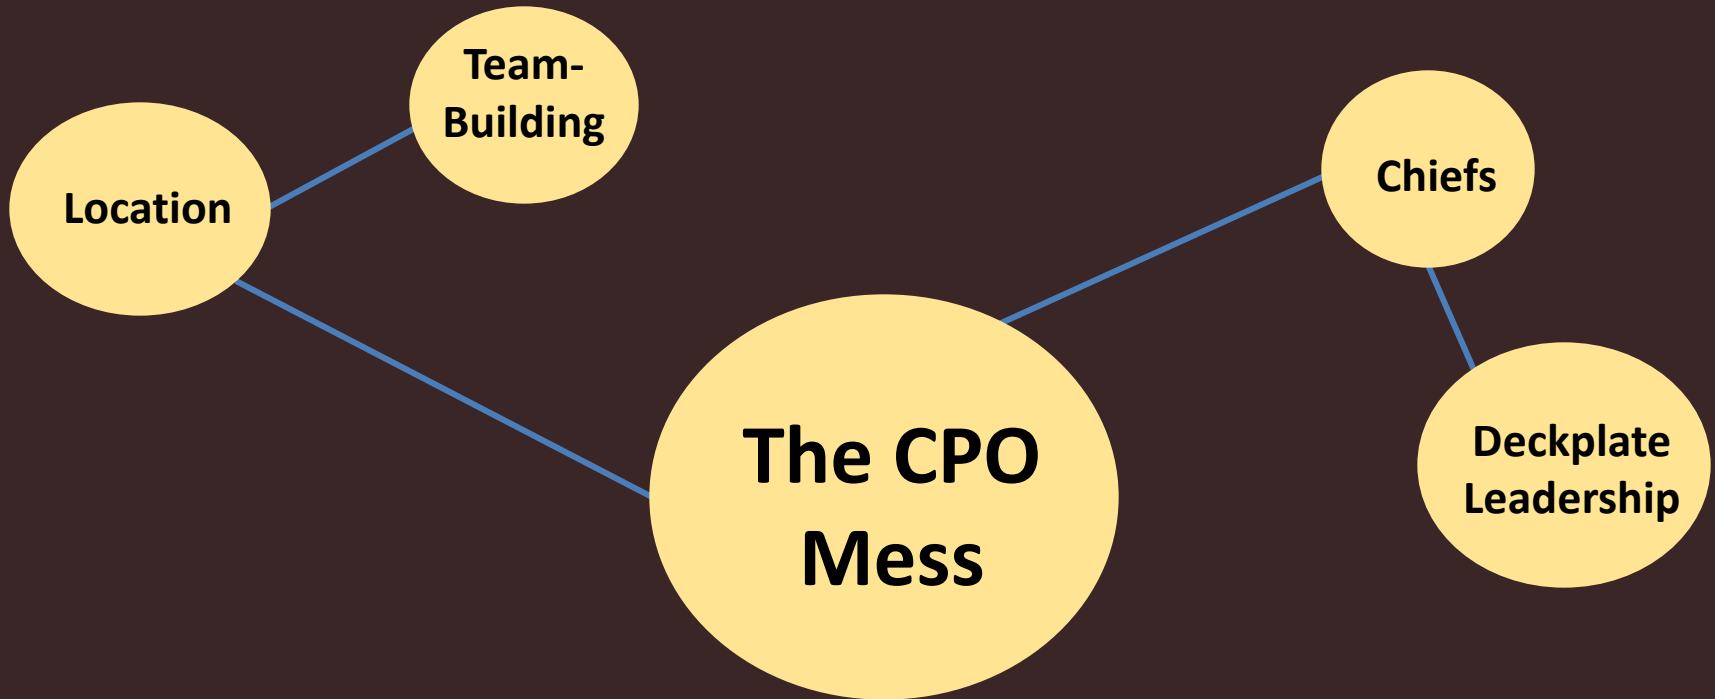 Team-
Building
Location
Chiefs
The CPO
Mess
Deckplate
Leadership